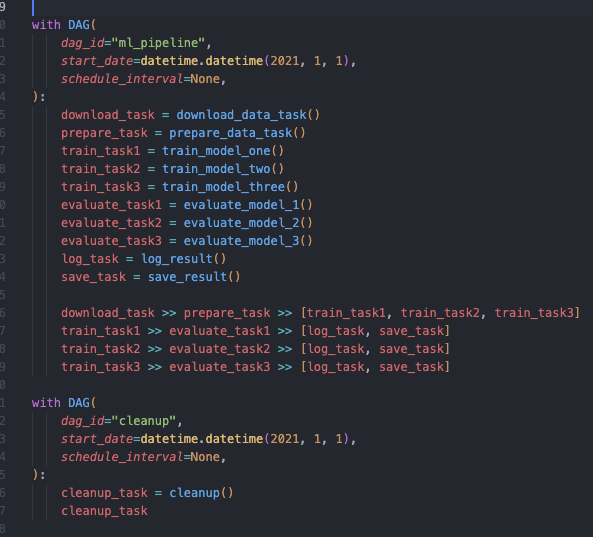 9
0 with DAG(
1     dag_id="ml_pipeline",
2     start_date=datetime.datetime(2021, 1, 1),
3     schedule_interval=None,
4 ):
5     download_task = download_data_task()
6     prepare_task = prepare_data_task()
7     train_task1 = train_model_one()
8     train_task2 = train_model_two()
9     train_task3 = train_model_three()
0     evaluate_task1 = evaluate_model_1()
1     evaluate_task2 = evaluate_model_2()
2     evaluate_task3 = evaluate_model_3()
3     log_task = log_result()
4     save_task = save_result()
5
6     download_task >> prepare_task >> [train_task1, train_task2, train_task3]
7     train_task1 >> evaluate_task1 >> [log_task, save_task]
8     train_task2 >> evaluate_task2 >> [log_task, save_task]
9     train_task3 >> evaluate_task3 >> [log_task, save_task]
0
1 with DAG(
2     dag_id="cleanup",
3     start_date=datetime.datetime(2021, 1, 1),
4     schedule_interval=None,
5 ):
6     cleanup_task = cleanup()
7     cleanup_task
8